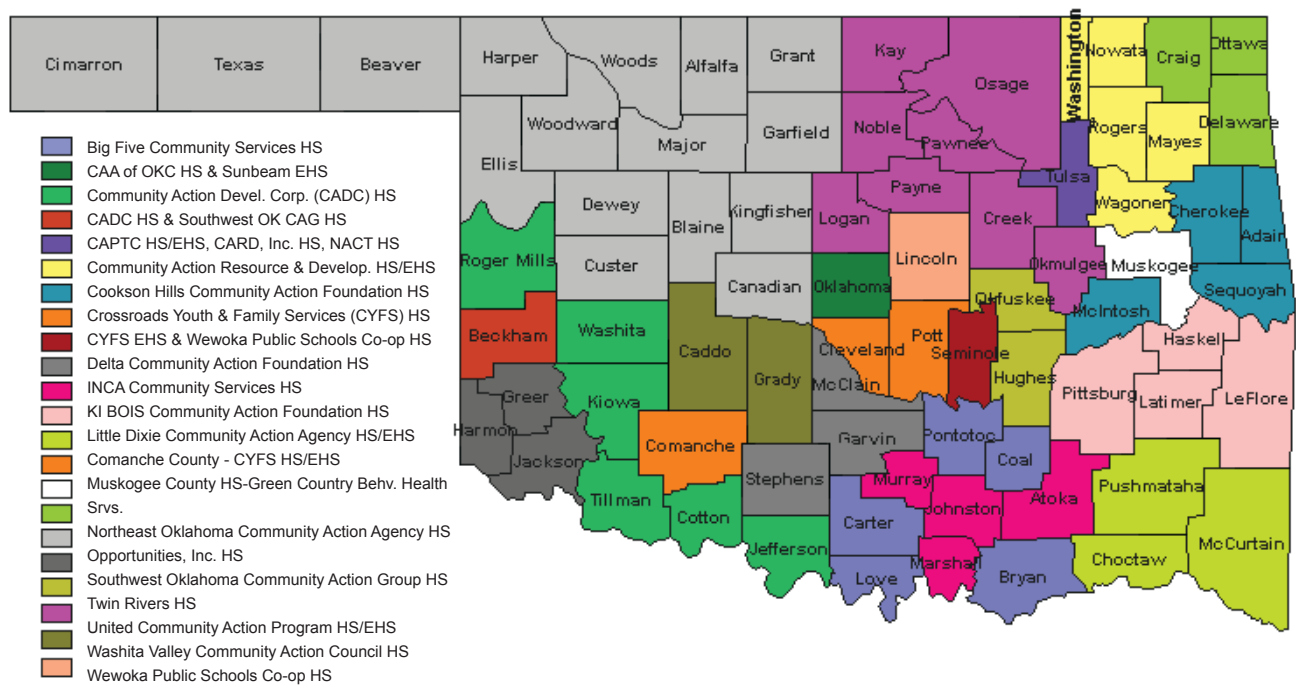 Cimarron
Texas
Beaver
Harper
Woods
Alfalfa
Grant
Kay
Osage
Washington
Nowata
Craig
Ottawa
Woodward
Ellis
Major
Garfield
Noble
Pawnee
Rogers
Mayes
Delaware
Tulsa
Dewey
Blaine
Kingfisher
Logan
Payne
Creek
Wagoner
Cherokee
Adair
Roger Mills
Custer
Canadian
Oklahoma
Lincoln
Okmulgee
Muskogee
Sequoyah
Okfuskee
McIntosh
Beckham
Washita
Caddo
Grady
Cleveland
Pott
Seminole
Haskell
McClain
Hughes
Pittsburg
Latimer
LeFlore
Greer
Kiowa
Harmon
Jackson
Comanche
Garvin
Pontotoc
Coal
Stephens
Murray
Tillman
Cotton
Carter
Johnston
Atoka
Pushmataha
Jefferson
Love
Marshall
Bryan
Choctaw
McCurtain
Big Five Community Services HS
CAA of OKC HS & Sunbeam EHS
Community Action Devel. Corp. (CADC) HS
CADC HS & Southwest OK CAG HS
CAPTC HS/EHS, CARD, Inc. HS, NACT HS
Community Action Resource & Develop. HS/EHS
Cookson Hills Community Action Foundation HS
Crossroads Youth & Family Services (CYFS) HS
CYFS EHS & Wewoka Public Schools Co-op HS
Delta Community Action Foundation HS
INCA Community Services HS
KI BOIS Community Action Foundation HS
Little Dixie Community Action Agency HS/EHS
Comanche County - CYFS HS/EHS
Muskogee County HS-Green Country Behv. Health
Srvs.
Northeast Oklahoma Community Action Agency HS
Opportunities, Inc. HS
Southwest Oklahoma Community Action Group HS
Twin Rivers HS
United Community Action Program HS/EHS
Washita Valley Community Action Council HS
Wewoka Public Schools Co-op HS